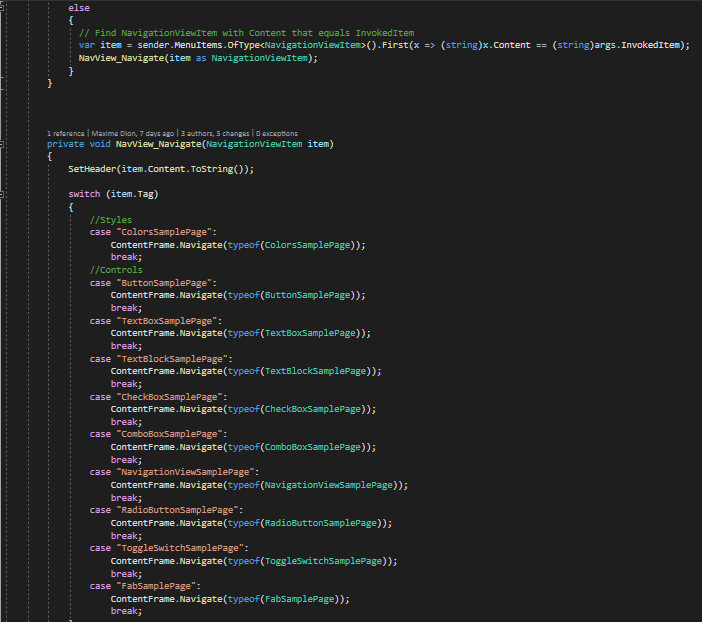 else
{
// Find NavigationViewItem with Content that equals InvokedItem
var item = sender.MenuItems.OfType<NavigationViewItem>().First(x => (string)x.Content == (string)args.InvokedItem);
NavView_Navigate(item as NavigationViewItem);
}
}
1 reference | Maxime Dion, 7 days ago | 3 authors, 5 changes | 0 exceptions
private void NavView_Navigate(NavigationViewItem item)
{
SetHeader(item.Content.ToString());
switch (item.Tag)
{
//Styles
case "ColorsSamplePage":
ContentFrame.Navigate(typeof(ColorsSamplePage));
break;
//Controls
case "ButtonSamplePage":
ContentFrame.Navigate(typeof(ButtonSamplePage));
break;
case "TextBoxSamplePage":
ContentFrame.Navigate(typeof(TextBoxSamplePage));
break;
case "TextBlockSamplePage":
ContentFrame.Navigate(typeof(TextBlockSamplePage));
break;
case "CheckBoxSamplePage":
ContentFrame.Navigate(typeof(CheckBoxSamplePage));
break;
case "ComboBoxSamplePage":
ContentFrame.Navigate(typeof(ComboBoxSamplePage));
break;
case "NavigationViewSamplePage":
ContentFrame.Navigate(typeof(NavigationViewSamplePage));
break;
case "RadioButtonSamplePage":
ContentFrame.Navigate(typeof(RadioButtonSamplePage));
break;
case "ToggleSwitchSamplePage":
ContentFrame.Navigate(typeof(ToggleSwitchSamplePage));
break;
case "FabSamplePage":
ContentFrame.Navigate(typeof(FabSamplePage));
break;